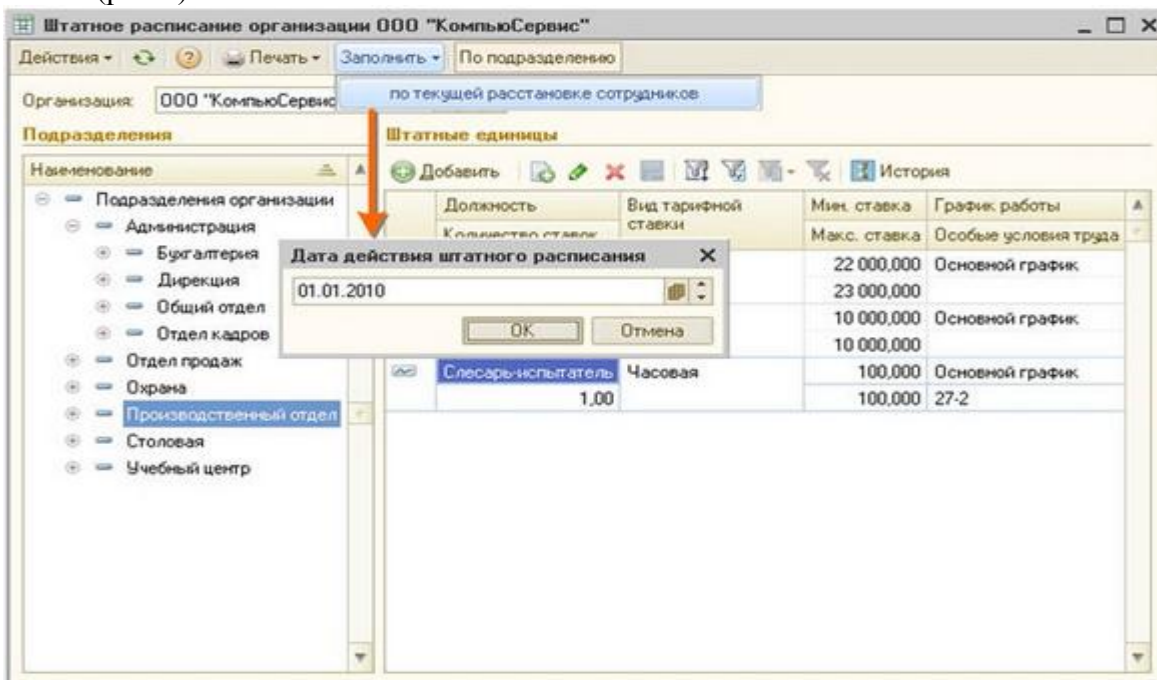 Штатное расписание организации ООО "КомпьюСервис"
Действия Печать Заполнить По подразделению
по текущей расстановке сотрудников
Организация: ООО "КомпьюСервис
Подразделения Штатные единицы
Наименование Добавить История
Подразделения организации
Администрация
Бухгалтерия
Дирекция
Общий отдел
Отдел кадров
Отдел продаж
Охрана
Производственный отдел
Столовая
Учебный центр
Должность Вид тарифной ставки Мин. ставка График работы
Количество ставок Макс. ставка Особые условия труда
22 000,000 Основной график
23 000,000
10 000,000 Основной график
10 000,000
Слесарь-испытатель Часовая 100,000 Основной график
1,00 100,000 27-2
Дата действия штатного расписания
01.01.2010
OK Отмена